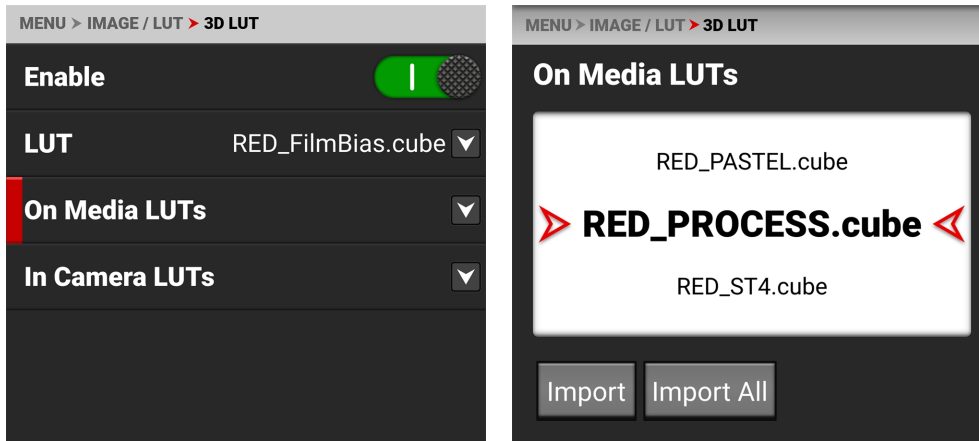 MENU > IMAGE / LUT > 3D LUT
Enable
LUT RED_FilmBias.cube
On Media LUTs
In Camera LUTs
MENU > IMAGE / LUT > 3D LUT
On Media LUTs
RED_PASTEL.cube
RED_PROCESS.cube
RED_ST4.cube
Import Import All